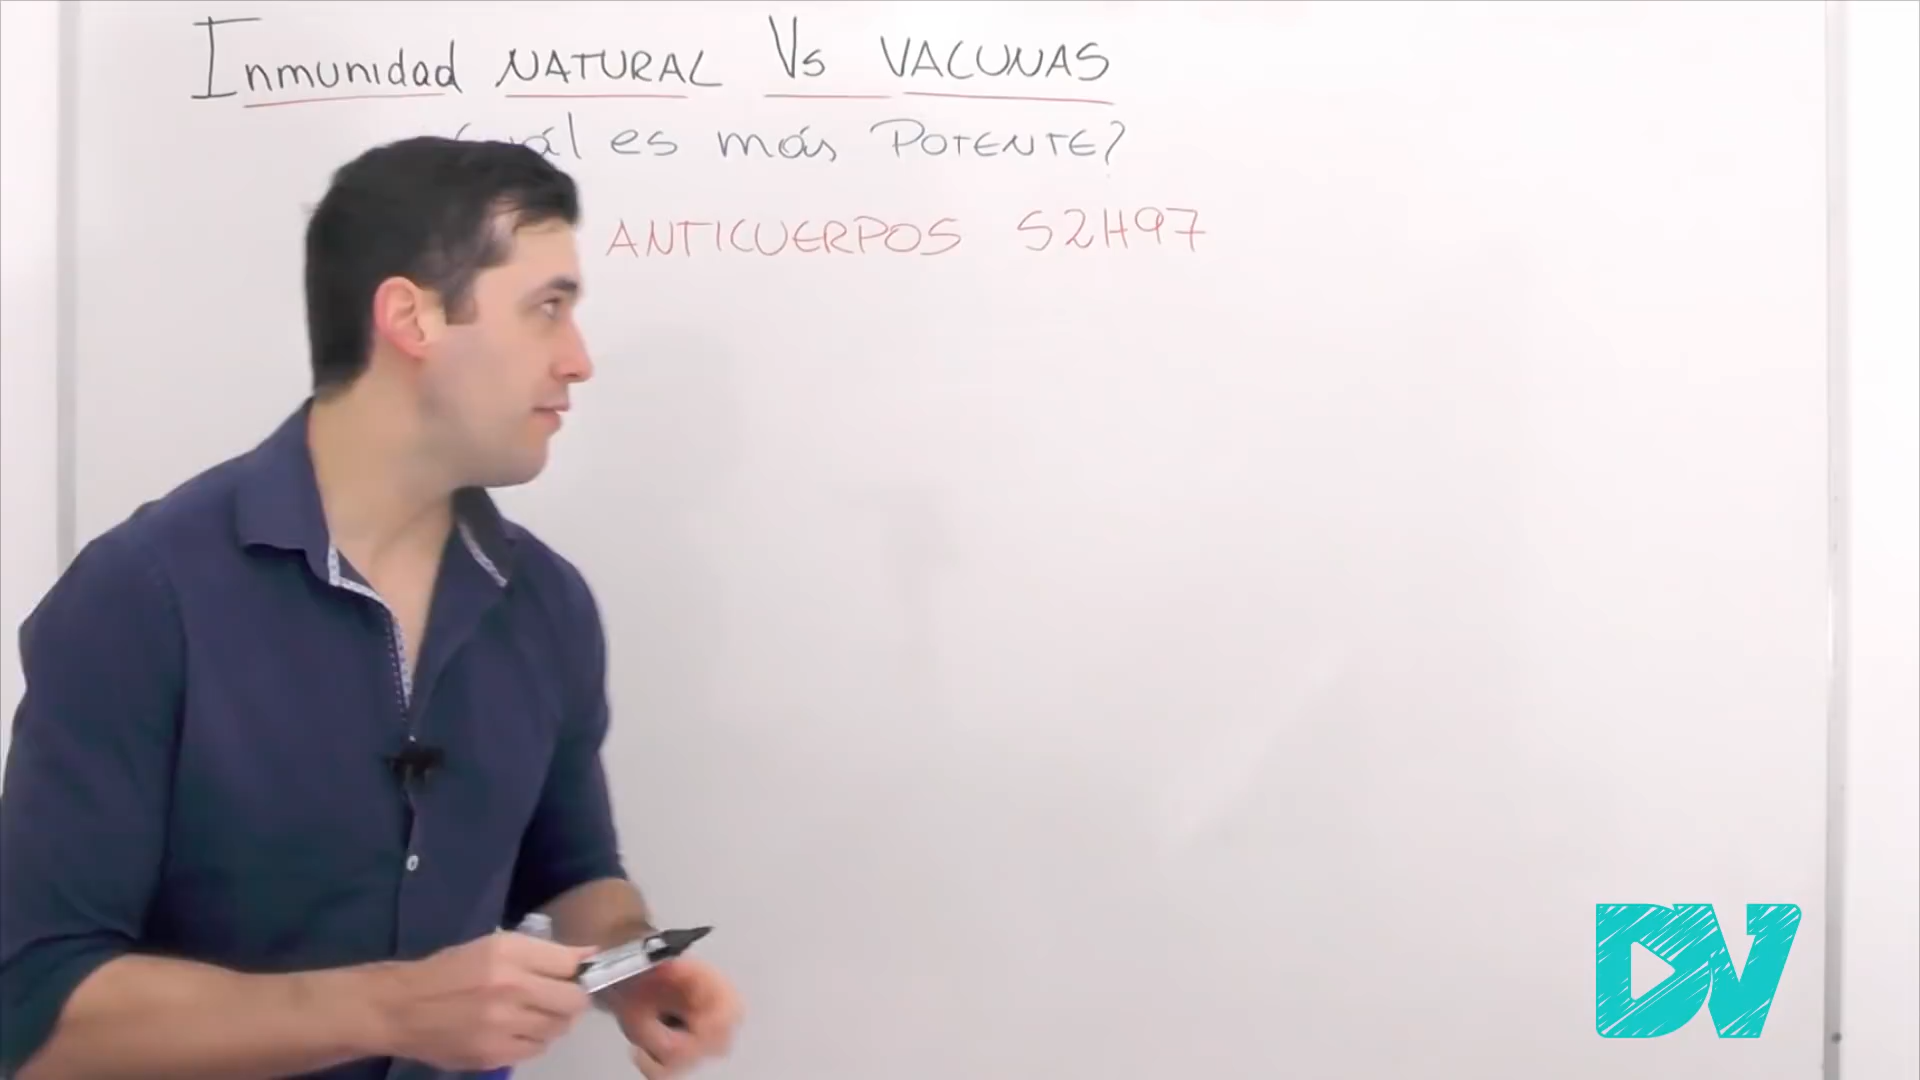 Inmunidad NATURAL Vs VACUNAS
es más POTENTE?
ANTICUERPOS S2H97
DV